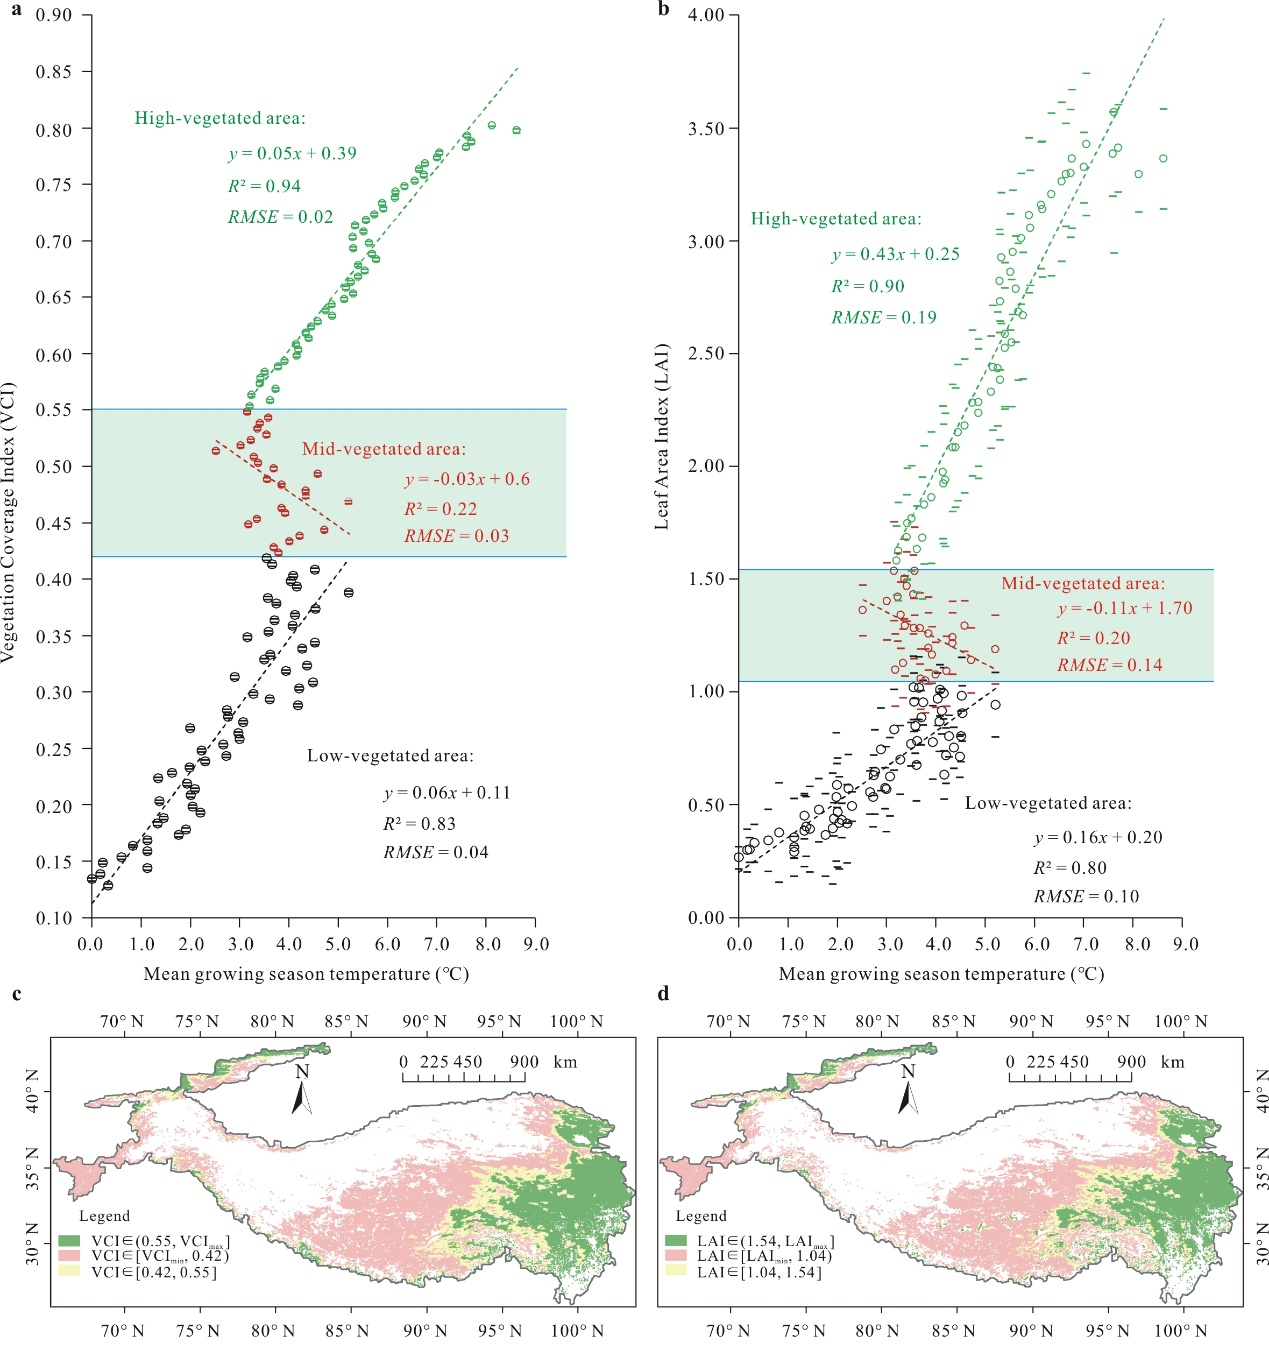 a
0.90
0.85
0.80
0.75
0.70
0.65
0.60
0.55
0.50
0.45
0.40
0.35
0.30
0.25
0.20
0.15
0.10
Vegetation Coverage Index (VCI)
High-vegetated area:
y = 0.05x + 0.39
R² = 0.94
RMSE = 0.02
Mid-vegetated area:
y = -0.03x + 0.6
R² = 0.22
RMSE = 0.03
Low-vegetated area:
y = 0.06x + 0.11
R² = 0.83
RMSE = 0.04
0.0 1.0 2.0 3.0 4.0 5.0 6.0 7.0 8.0 9.0
Mean growing season temperature (℃)
b
4.00
3.50
3.00
2.50
2.00
1.50
1.00
0.50
0.00
Leaf Area Index (LAI)
High-vegetated area:
y = 0.43x + 0.25
R² = 0.90
RMSE = 0.19
Mid-vegetated area:
y = -0.11x + 1.70
R² = 0.20
RMSE = 0.14
Low-vegetated area:
y = 0.16x + 0.20
R² = 0.80
RMSE = 0.10
0.0 1.0 2.0 3.0 4.0 5.0 6.0 7.0 8.0 9.0
Mean growing season temperature (℃)
c
70° N 75° N 80° N 85° N 90° N 95° N 100° N
0 225 450 900 km
N
40° N
35° N
30° N
Legend
VCI∈(0.55, VCImax]
VCI∈[VCImin, 0.42)
VCI∈[0.42, 0.55]
70° N 75° N 80° N 85° N 90° N 95° N 100° N
d
70° N 75° N 80° N 85° N 90° N 95° N 100° N
0 225 450 900 km
N
40° N
35° N
30° N
Legend
LAI∈(1.54, LAImax]
LAI∈[LAImin, 1.04)
LAI∈[1.04, 1.54]
70° N 75° N 80° N 85° N 90° N 95° N 100° N